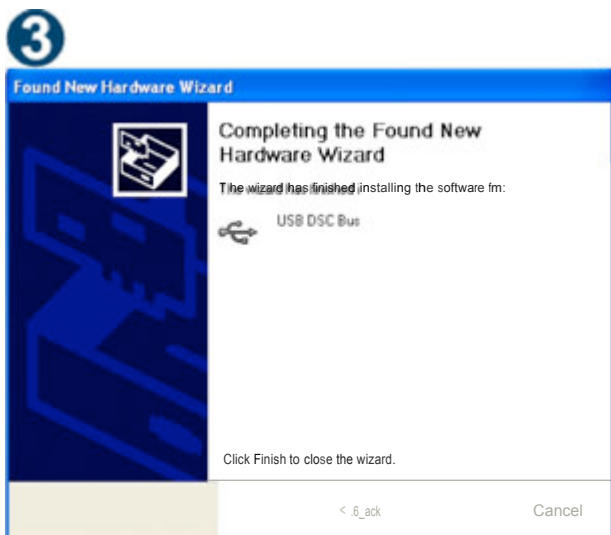 3
Found New Hardware Wizard
Completing the Found New
Hardware Wizard
The wizard has finished installing the software fm:
USB DSC Bus
Click Finish to close the wizard.
< .6_ack Cancel